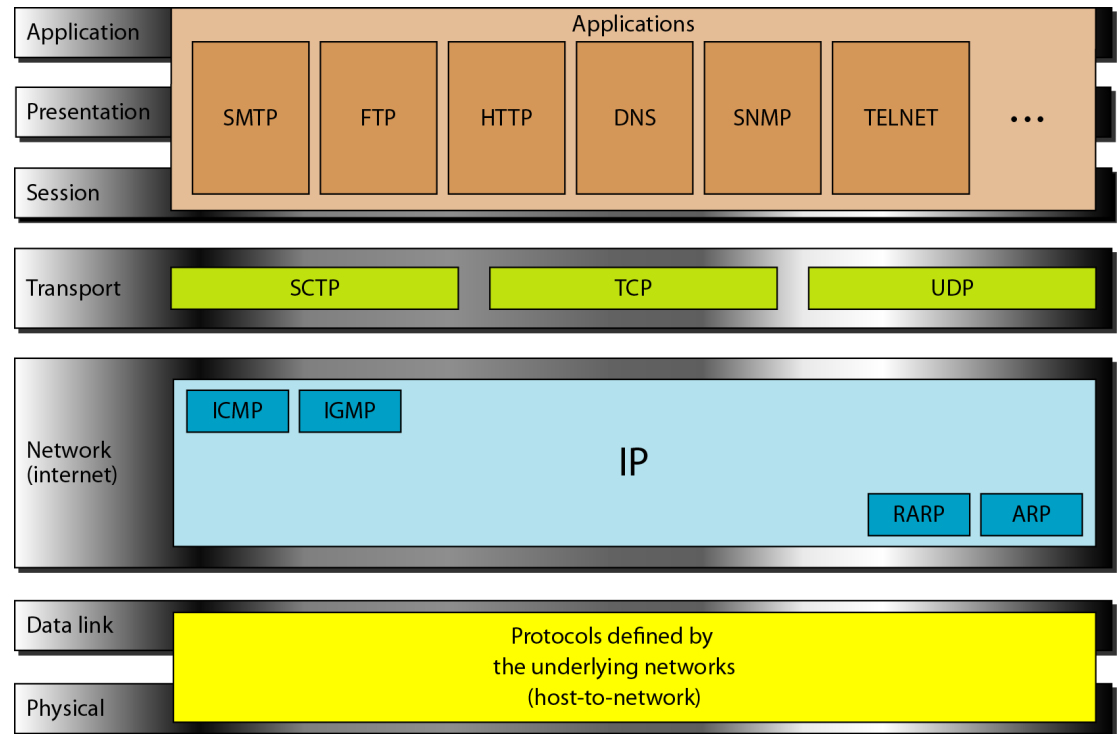 Application
Applications
Presentation
SMTP
FTP
HTTP
DNS
SNMP
TELNET
...
Session
Transport
SCTP
TCP
UDP
Network
(internet)
ICMP
IGMP
IP
RARP
ARP
Data link
Physical
Protocols defined by
the underlying networks
(host-to-network)